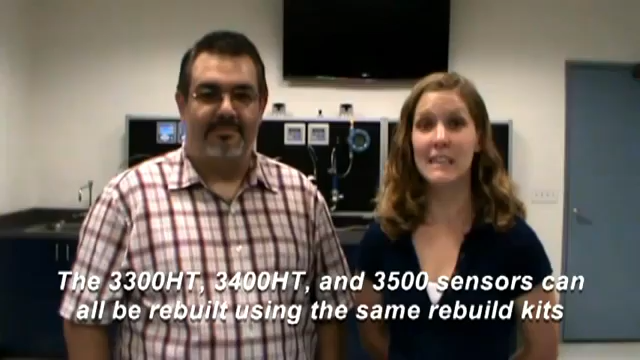 The 3300HT, 3400HT, and 3500 sensors can
all be rebuilt using the same rebuild kits